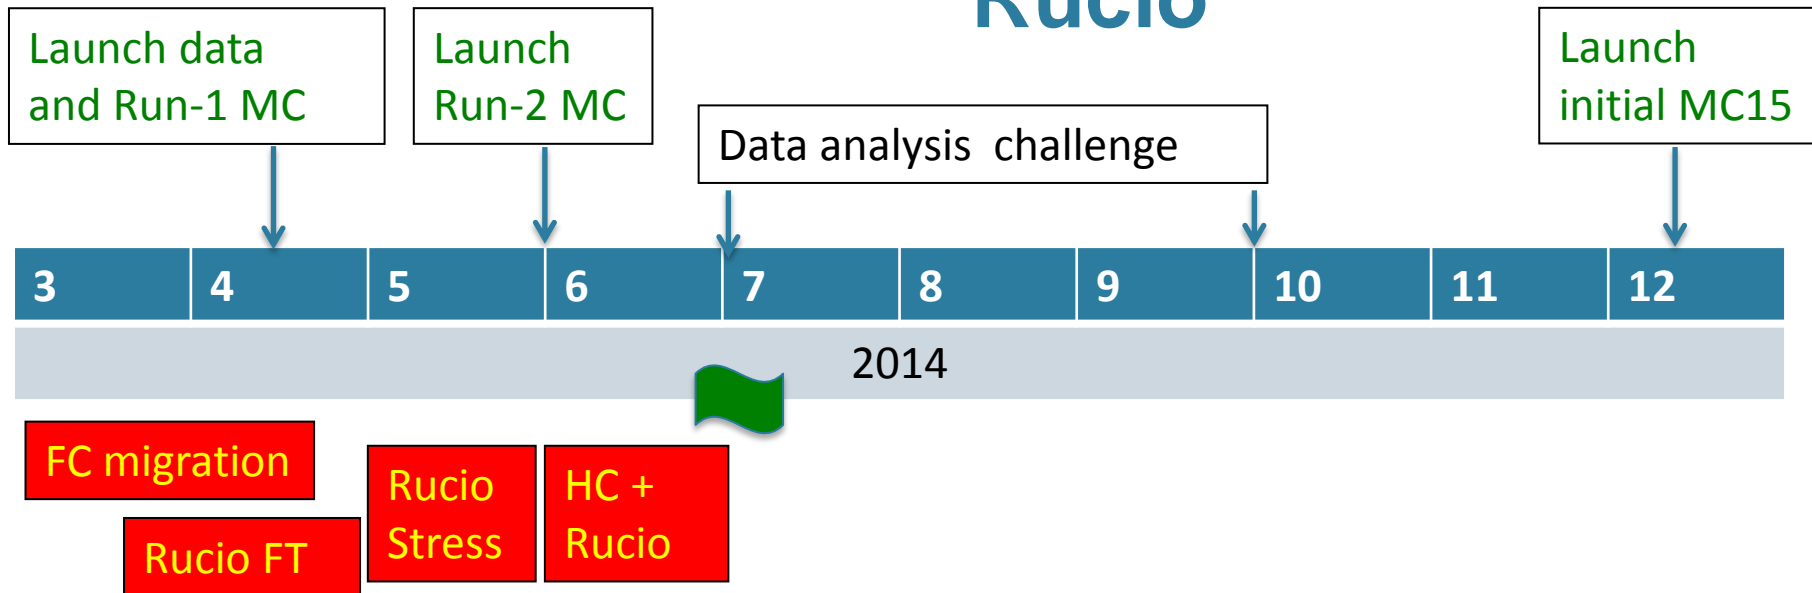 Rucio
Launch data
and Run-1 MC
Launch
Run-2 MC
Data analysis challenge
Launch
initial MC15
3 4 5 6 7 8 9 10 11 12
2014
FC migration
Rucio FT
Rucio
Stress
HC +
Rucio